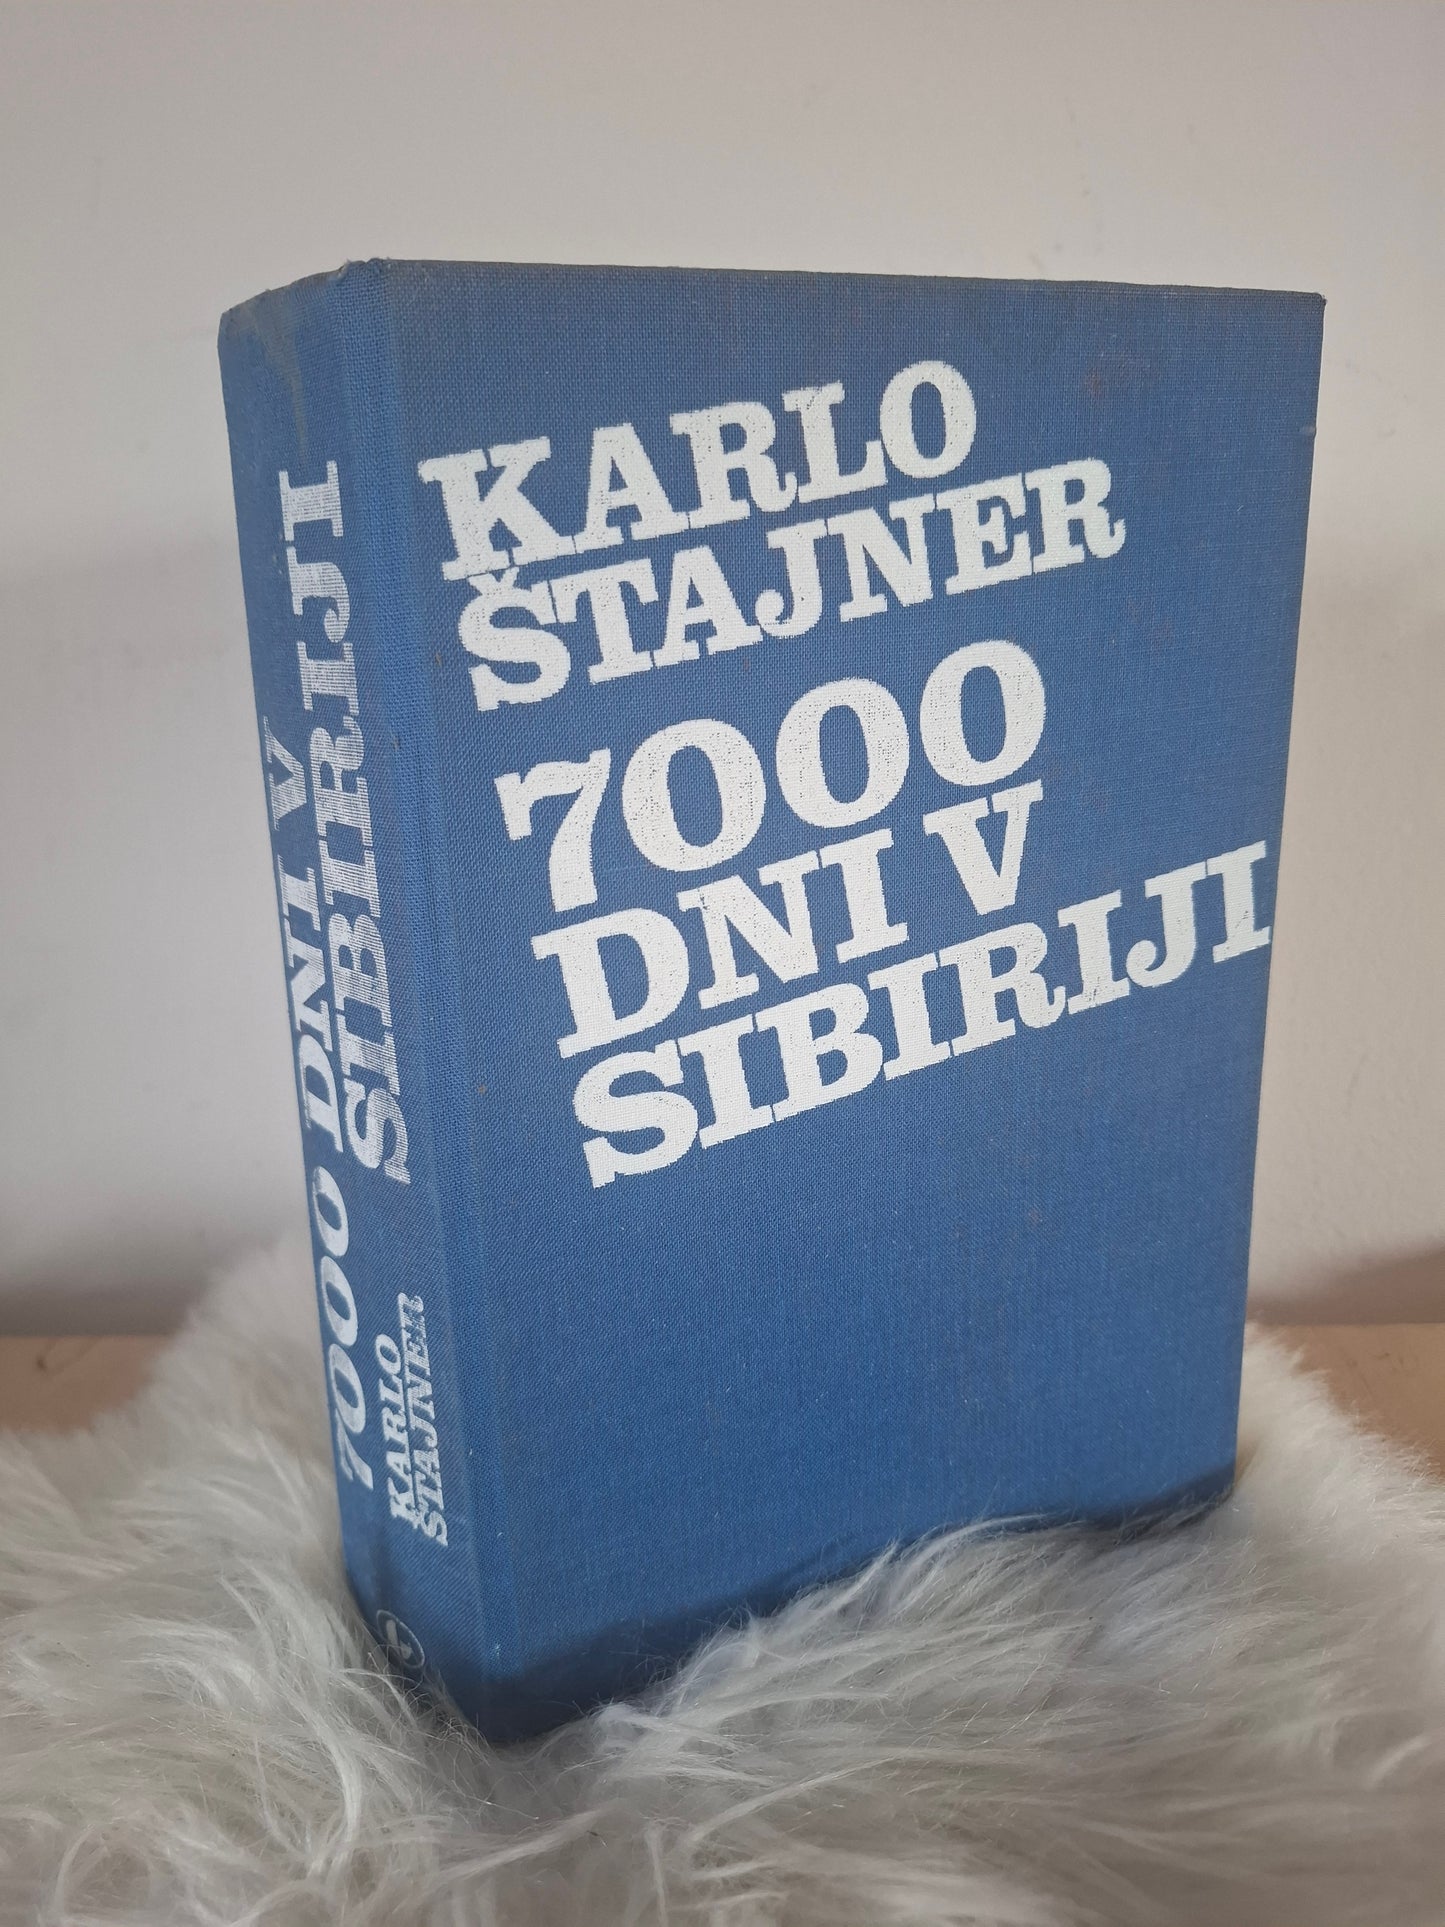 KARLO
ŠTAJNER
7000
DNI V
SIBIRIJI
7000 DNI V
SIBIRIJI
KARLO
ŠTAJNER